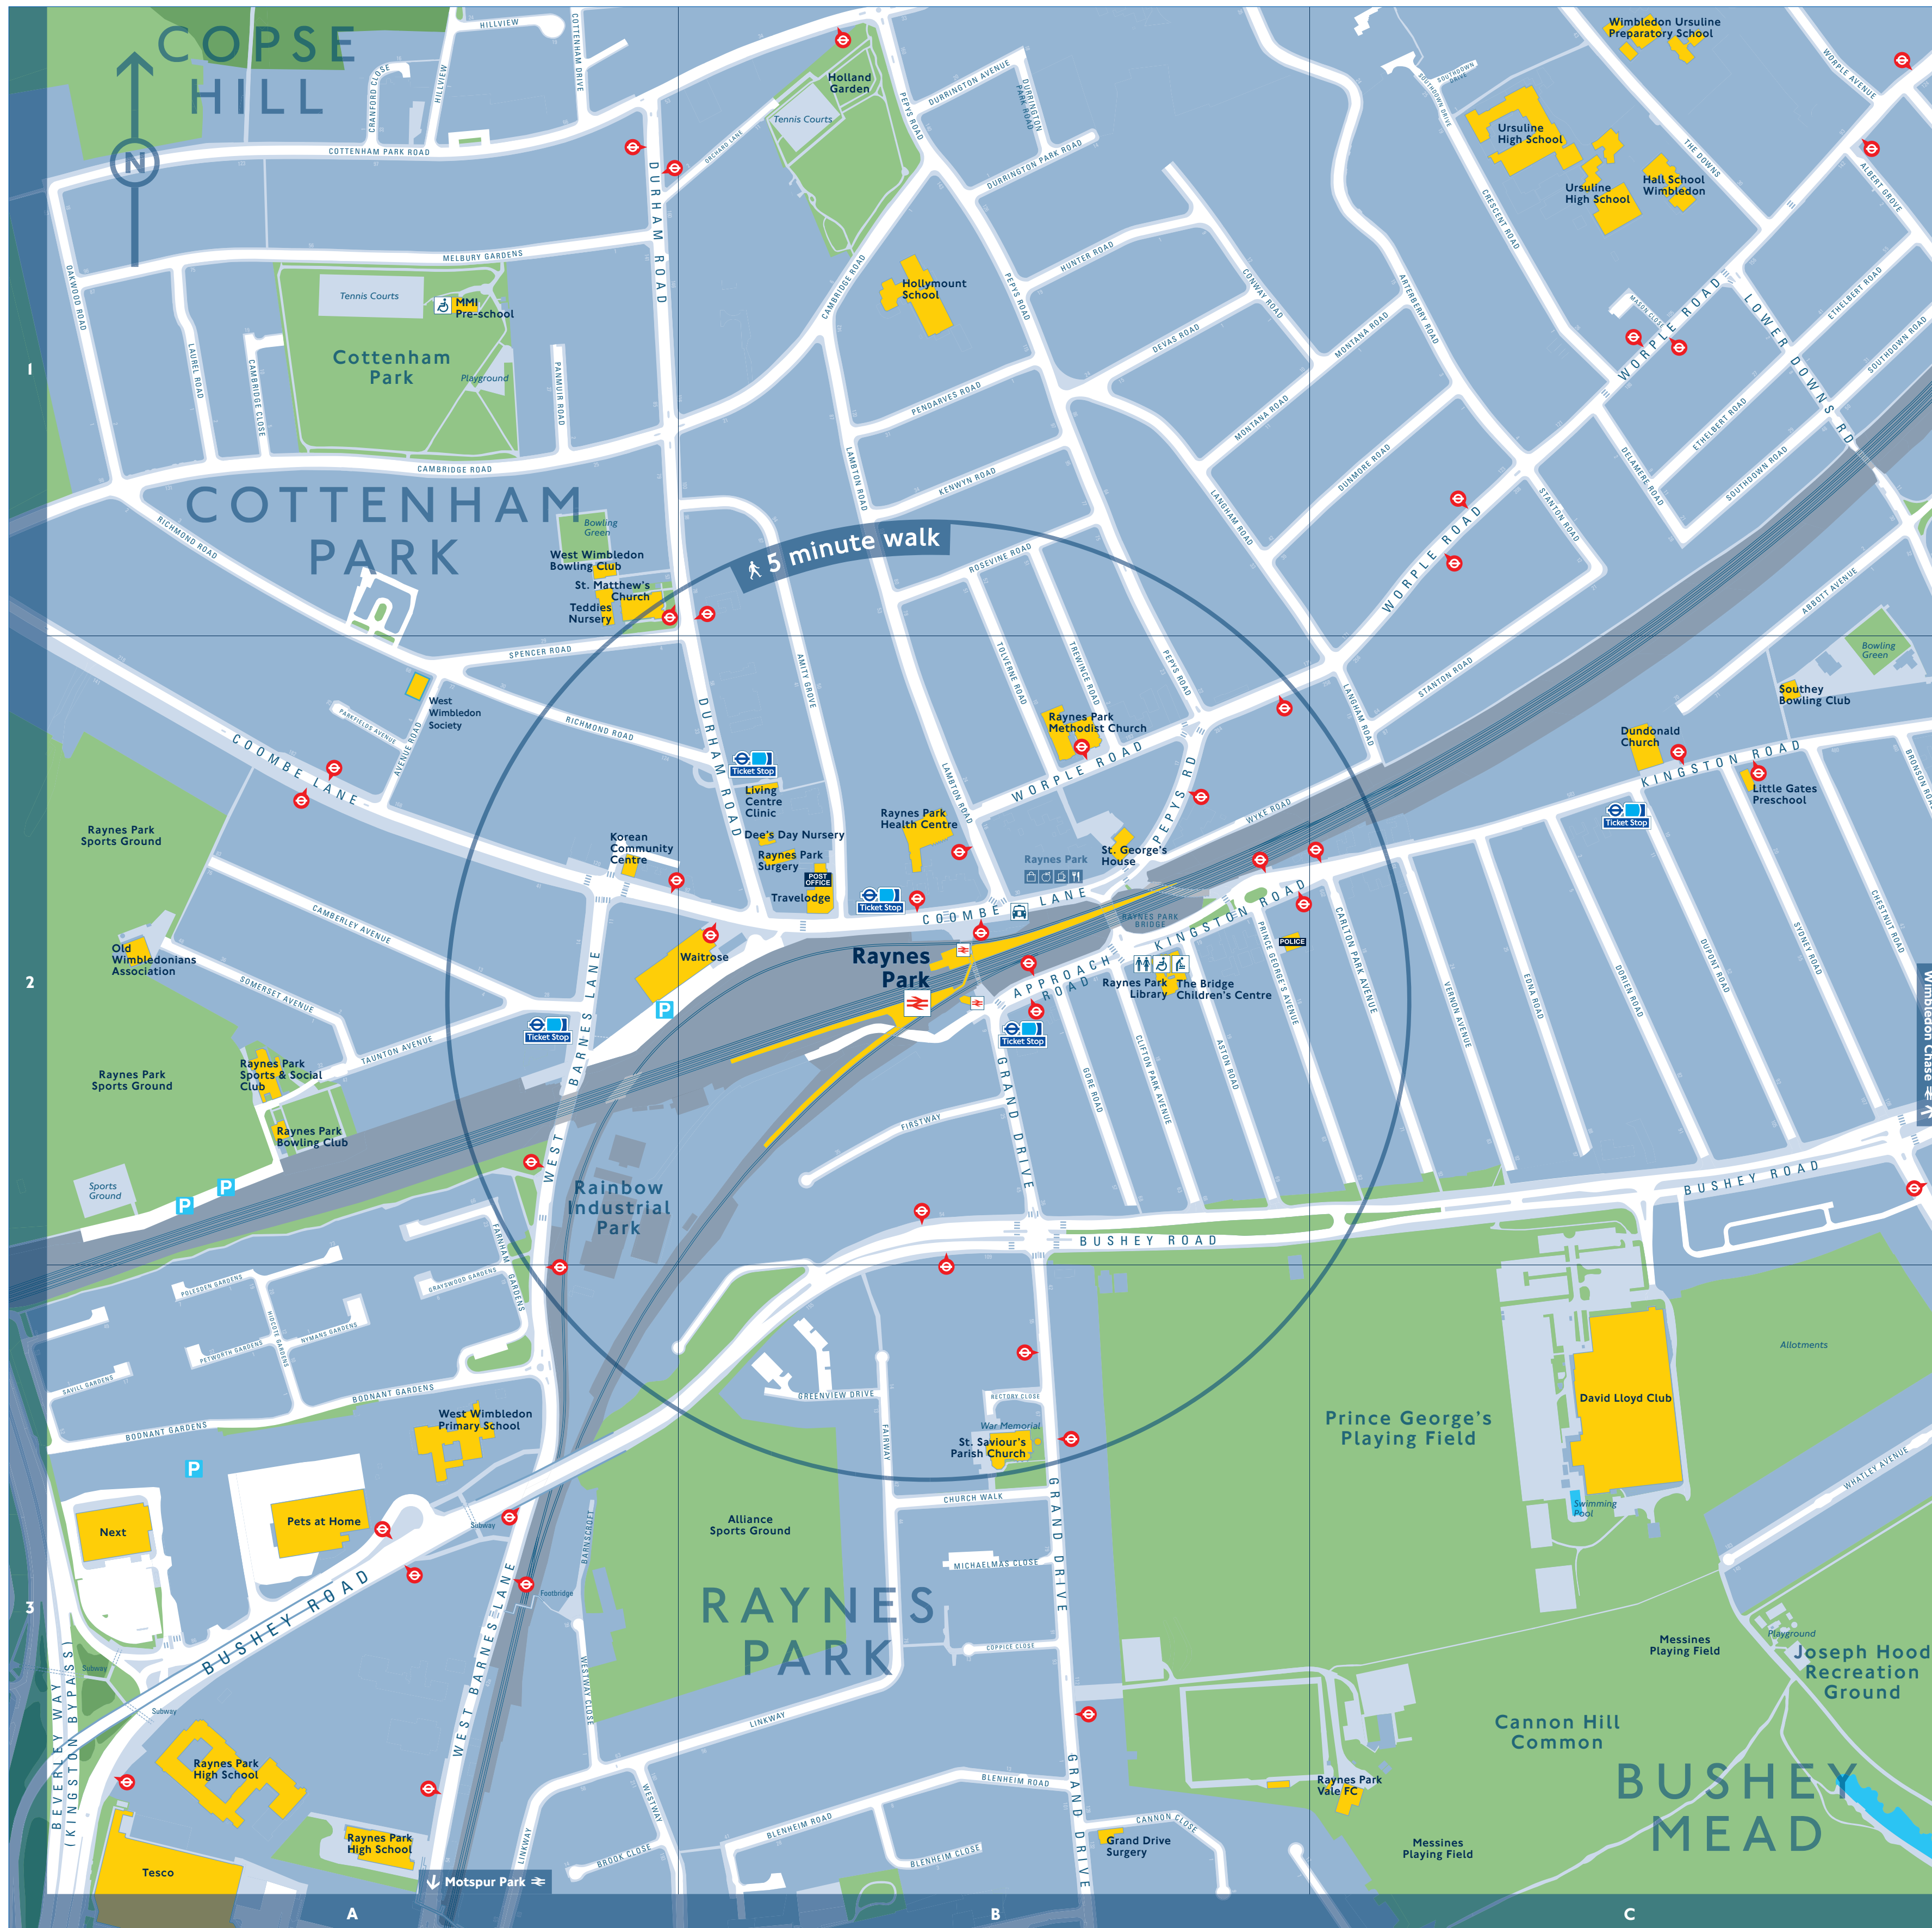 COPSE
HILL
N
HILLVIEW
COTTENHAM DRIVE
CRANFORD CLOSE
HILLVIEW
COTTENHAM PARK ROAD
DURHAM ROAD
ORCHARD LANE
Holland
Garden
Tennis Courts
PEPYS ROAD
DURRINGTON AVENUE
DURRINGTON
PARK ROAD
DURRINGTON PARK ROAD
SOUTHDOWN DRIVE
SOUTHDOWN
DRIVE
Wimbledon Ursuline
Preparatory School
WORPLE AVENUE
Ursuline
High School
Ursuline
High School
Hall School
Wimbledon
THE DOWNS
ALBERT GROVE
CRESCENT ROAD
MELBURY GARDENS
OAKWOOD ROAD
Tennis Courts
MMI
Pre-school
Cottenham
Park
Playground
LAUREL ROAD
CAMBRIDGE CLOSE
PANMUIR ROAD
CAMBRIDGE ROAD
CAMBRIDGE ROAD
Hollymount
School
PEPYS ROAD
HUNTER ROAD
CONWAY ROAD
DEVAS ROAD
MONTANA ROAD
MONTANA ROAD
ARTERBERRY ROAD
MASON CLOSE
WORPLE ROAD
LOWER DOWNS RD
ETHELBERT ROAD
ETHELBERT ROAD
SOUTHDOWN ROAD
SOUTHDOWN ROAD
DELAMERE ROAD
STANTON ROAD
1
COTTENHAM
PARK
RICHMOND ROAD
Bowling
Green
West Wimbledon
Bowling Club
St. Matthew's
Church
Teddies
Nursery
5 minute walk
LAMBTON ROAD
PENDARVES ROAD
KENWYN ROAD
ROSEVINE ROAD
LANGHAM ROAD
DUNMORE ROAD
WORPLE ROAD
ABBOTT AVENUE
Bowling
Green
Southey
Bowling Club
SPENCER ROAD
West
Wimbledon
Society
PARKFIELDS AVENUE
AVENUE ROAD
RICHMOND ROAD
DURHAM ROAD
AMITY GROVE
TOLVERNE ROAD
TREWINCE ROAD
PEPYS ROAD
LANGHAM ROAD
STANTON ROAD
Raynes Park
Methodist Church
WORPLE ROAD
LAMBTON ROAD
PEPYS RD
WYKE ROAD
COOMBE LANE
Ticket Stop
Living
Centre
Clinic
Dee's Day Nursery
Raynes Park
Surgery
POST
OFFICE
Travelodge
Korean
Community
Centre
Raynes Park
Health Centre
Raynes Park
St. George's
House
Ticket Stop
COOMBE LANE
Dundonald
Church
KINGSTON ROAD
Little Gates
Preschool
Ticket Stop
BRONSON ROAD
Raynes Park
Sports Ground
CAMBERLEY AVENUE
Old
Wimbledonians
Association
SOMERSET AVENUE
TAUNTON AVENUE
Waitrose
P
Raynes
Park
RAYNES PARK
BRIDGE
KINGSTON ROAD
POLICE
APPROACH
ROAD
Raynes Park
Library
The Bridge
Children's Centre
PRINCE GEORGE'S AVENUE
CARLTON PARK AVENUE
CHESTNUT ROAD
SYDNEY ROAD
DUPONT ROAD
DORIEN ROAD
EDNA ROAD
VERNON AVENUE
ASTON ROAD
CLIFTON PARK AVENUE
GORE ROAD
Wimbledon Chase
2
Ticket Stop
Ticket Stop
Raynes Park
Sports Ground
Raynes Park
Sports & Social
Club
Raynes Park
Bowling Club
Sports
Ground
P
P
WEST BARNES LANE
Rainbow
Industrial
Park
FIRSTWAY
GRAND DRIVE
BUSHEY ROAD
BUSHEY ROAD
FARNHAM GARDENS
POLESDEN GARDENS
GRAYSWOOD GARDENS
HIDCOTE GARDENS
NYMANS GARDENS
PETWORTH GARDENS
SAVILL GARDENS
BODNANT GARDENS
BODNANT GARDENS
West Wimbledon
Primary School
P
Next
Pets at Home
Subway
BARNSCROFT
Footbridge
GREENVIEW DRIVE
FAIRWAY
RECTORY CLOSE
War Memorial
St. Saviour's
Parish Church
CHURCH WALK
Alliance
Sports Ground
MICHAELMAS CLOSE
GRAND DRIVE
COPPICE CLOSE
RAYNES
PARK
Prince George's
Playing Field
David Lloyd Club
Swimming
Pool
Allotments
WHATLEY AVENUE
Playground
Messines
Playing Field
Joseph Hood
Recreation
Ground
Cannon Hill
Common
BUSHEY
MEAD
3
BUSHEY ROAD
BEVERLEY WAY
(KINGSTON BYPASS)
Subway
Subway
WEST BARNES LANE
WESTWAY CLOSE
LINKWAY
Raynes Park
High School
Raynes Park
High School
Tesco
LINKWAY
WESTWAY
BROOK CLOSE
BLENHEIM ROAD
BLENHEIM ROAD
BLENHEIM CLOSE
GRAND DRIVE
CANNON CLOSE
Grand Drive
Surgery
Raynes Park
Vale FC
Messines
Playing Field
Motspur Park
A
B
C